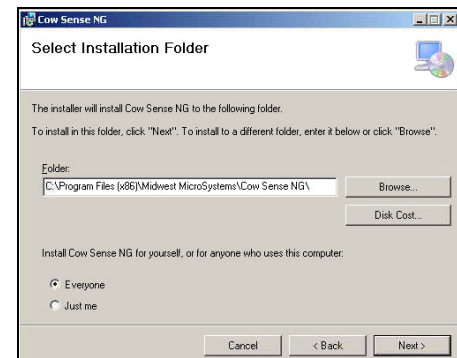 Cow Sense NG
Select Installation Folder
The installer will install Cow Sense NG to the following folder.
To install in this folder, click "Next". To install to a different folder, enter it below or click "Browse".
Folder:
C:\Program Files (x86)\Midwest MicroSystems\Cow Sense NG\
Browse...
Disk Cost...
Install Cow Sense NG for yourself, or for anyone who uses this computer:
Everyone
Just me
Cancel
< Back
Next >